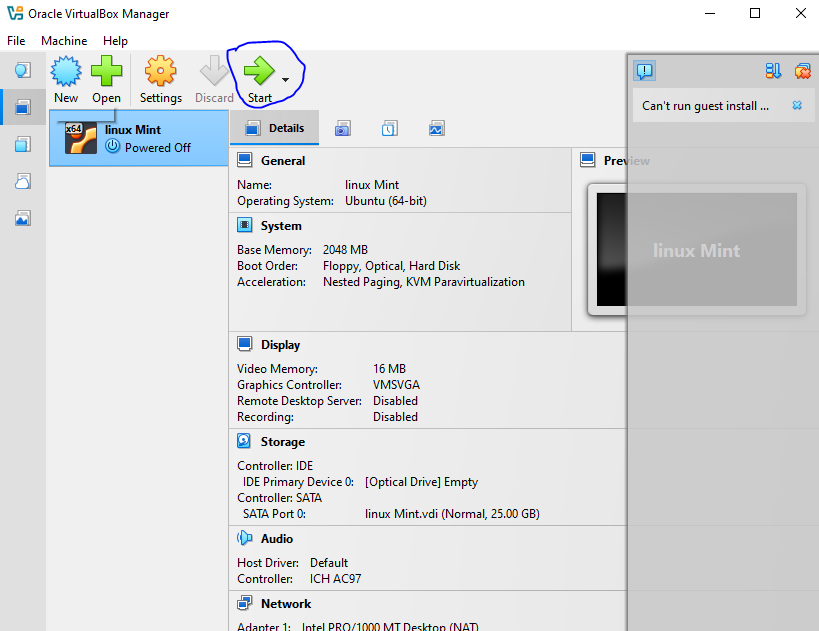 Oracle VirtualBox Manager
File Machine Help
New Open Settings Discard Start
Can't run guest install ...
x64 linux Mint
Powered Off
Details
General
Name: linux Mint
Operating System: Ubuntu (64-bit)
Preview
linux Mint
System
Base Memory: 2048 MB
Boot Order: Floppy, Optical, Hard Disk
Acceleration: Nested Paging, KVM Paravirtualization
Display
Video Memory: 16 MB
Graphics Controller: VMSVGA
Remote Desktop Server: Disabled
Recording: Disabled
Storage
Controller: IDE
IDE Primary Device 0: [Optical Drive] Empty
Controller: SATA
SATA Port 0: linux Mint.vdi (Normal, 25.00 GB)
Audio
Host Driver: Default
Controller: ICH AC97
Network
Adapter 1: Intel PRO/1000 MT Desktop (NAT)